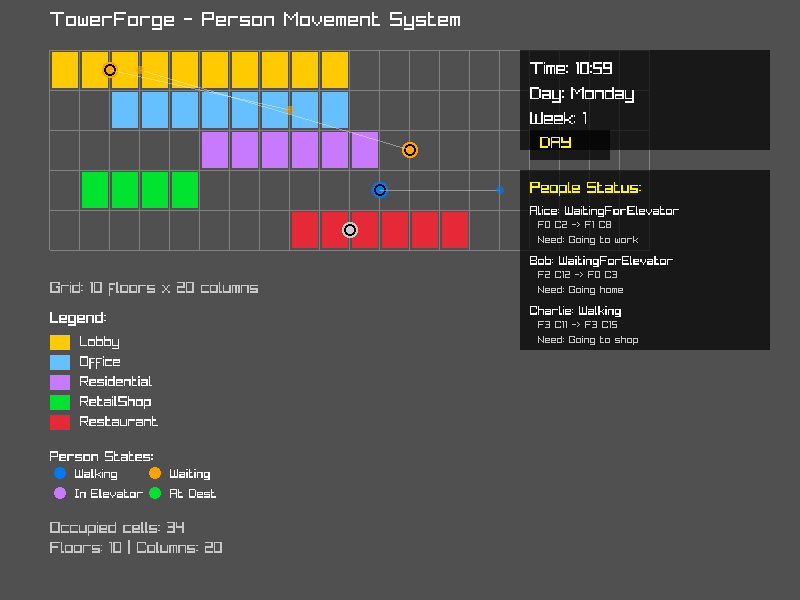 TowerForge - Person Movement System
Time: 10:59
Day: Monday
Week: 1
DAY
People Status:
Alice: WaitingForElevator
F0 C2 -> F1 C8
Need: Going to work
Bob: WaitingForElevator
F2 C12 -> F0 C3
Need: Going home
Charlie: Walking
F3 C11 -> F3 C15
Need: Going to shop
Grid: 10 floors x 20 columns
Legend:
Lobby
Office
Residential
RetailShop
Restaurant
Person States:
Walking Waiting
In Elevator At Dest
Occupied cells: 34
Floors: 10 | Columns: 20